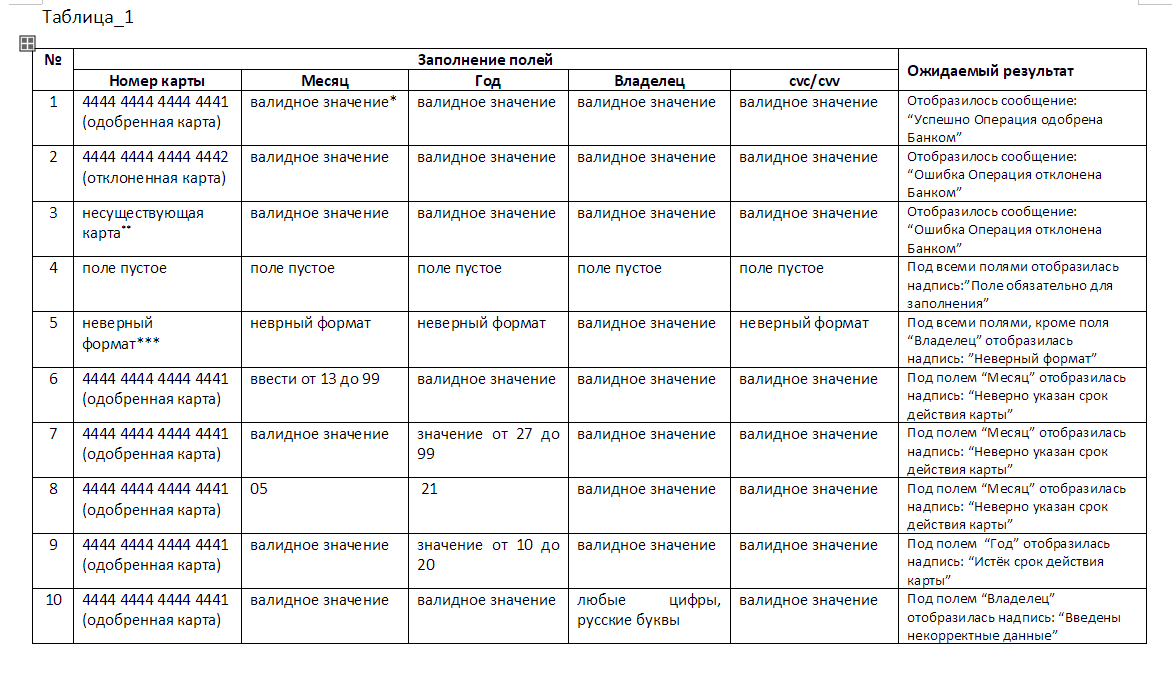 Таблица_1
№ Заполнение полей Ожидаемый результат
Номер карты Месяц Год Владелец cvc/cvv
1 4444 4444 4444 4441 валидное значение* валидное значение валидное значение валидное значение Отобразилось сообщение:
(одобренная карта) “Успешно Операция одобрена
Банком”
2 4444 4444 4444 4442 валидное значение валидное значение валидное значение валидное значение Отобразилось сообщение:
(отклоненная карта) “Ошибка Операция отклонена
Банком”
3 несуществующая валидное значение валидное значение валидное значение валидное значение Отобразилось сообщение:
карта** “Ошибка Операция отклонена
Банком”
4 поле пустое поле пустое поле пустое поле пустое поле пустое Под всеми полями отобразилась
надпись:”Поле обязательно для
заполнения”
5 неверный неврный формат неверный формат валидное значение неверный формат Под всеми полями, кроме поля
формат*** “Владелец” отобразилась
надпись: ”Неверный формат”
6 4444 4444 4444 4441 ввести от 13 до 99 валидное значение валидное значение валидное значение Под полем “Месяц” отобразилась
(одобренная карта) надпись: “Неверно указан срок
действия карты”
7 4444 4444 4444 4441 валидное значение значение от 27 до валидное значение валидное значение Под полем “Месяц” отобразилась
(одобренная карта) 99 надпись: “Неверно указан срок
действия карты”
8 4444 4444 4444 4441 05 21 валидное значение валидное значение Под полем “Месяц” отобразилась
(одобренная карта) надпись: “Неверно указан срок
действия карты”
9 4444 4444 4444 4441 валидное значение значение от 10 до валидное значение валидное значение Под полем “Год” отобразилась
(одобренная карта) 20 надпись: “Истёк срок действия
карты”
10 4444 4444 4444 4441 валидное значение валидное значение любые цифры, валидное значение Под полем “Владелец”
(одобренная карта) русские буквы отобразилась надпись: “Введены
некорректные данные”